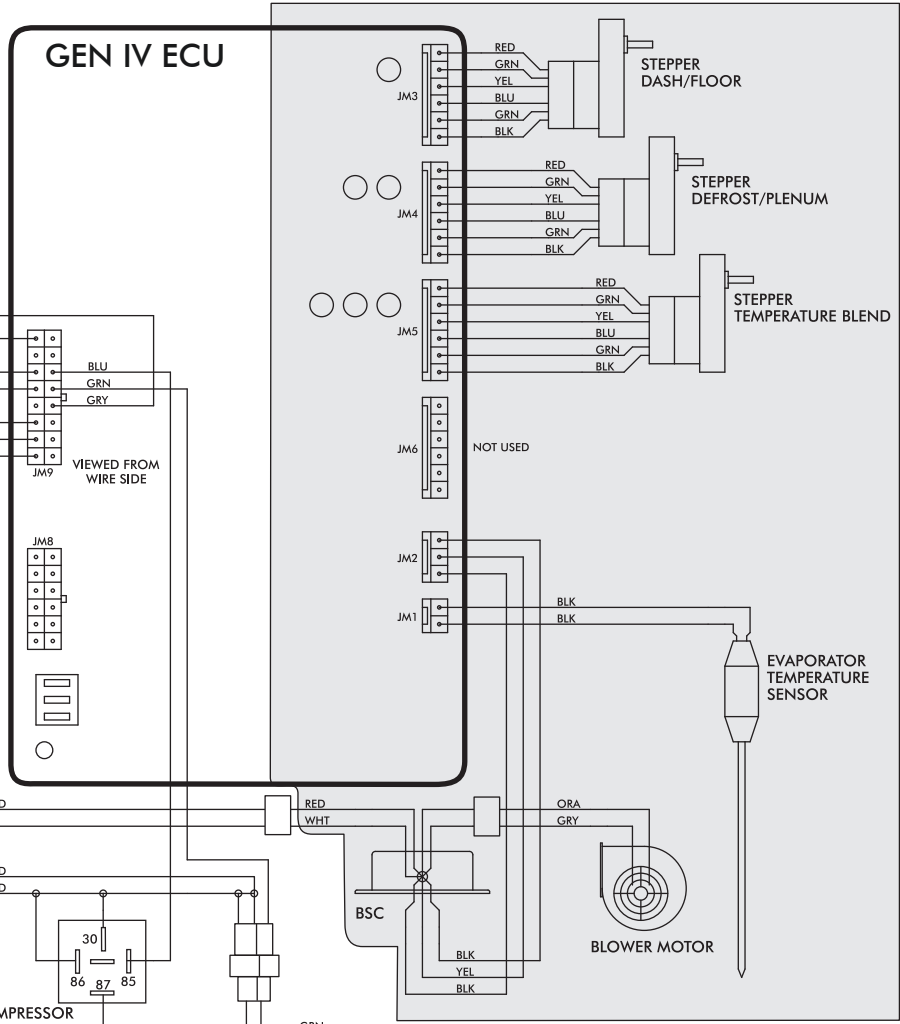 GEN IV ECU
JM3
RED
GRN
YEL
BLU
GRN
BLK
STEPPER
DASH/FLOOR
JM4
RED
GRN
YEL
BLU
GRN
BLK
STEPPER
DEFROST/PLENUM
JM5
RED
GRN
YEL
BLU
GRN
BLK
STEPPER
TEMPERATURE BLEND
BLU
GRN
GRY
JM9
VIEWED FROM
WIRE SIDE
JM6
NOT USED
JM8
JM2
JM1
BLK
BLK
EVAPORATOR
TEMPERATURE
SENSOR
D
RED
WHT
ORA
GRY
D
D
BSC
BLOWER MOTOR
30
86
87
85
BLK
YEL
BLK
MPRESSOR